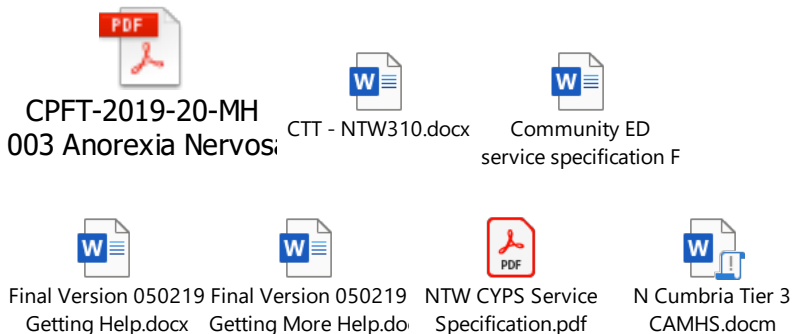 PDF
CPFT-2019-20-MH
003 Anorexia Nervosa
W
CTT - NTW310.docx
W
Community ED
service specification F
W
Final Version 050219
Getting Help.docx
W
Final Version 050219
Getting More Help.do
PDF
NTW CYPS Service
Specification.pdf
W
N Cumbria Tier 3
CAMHS.docm